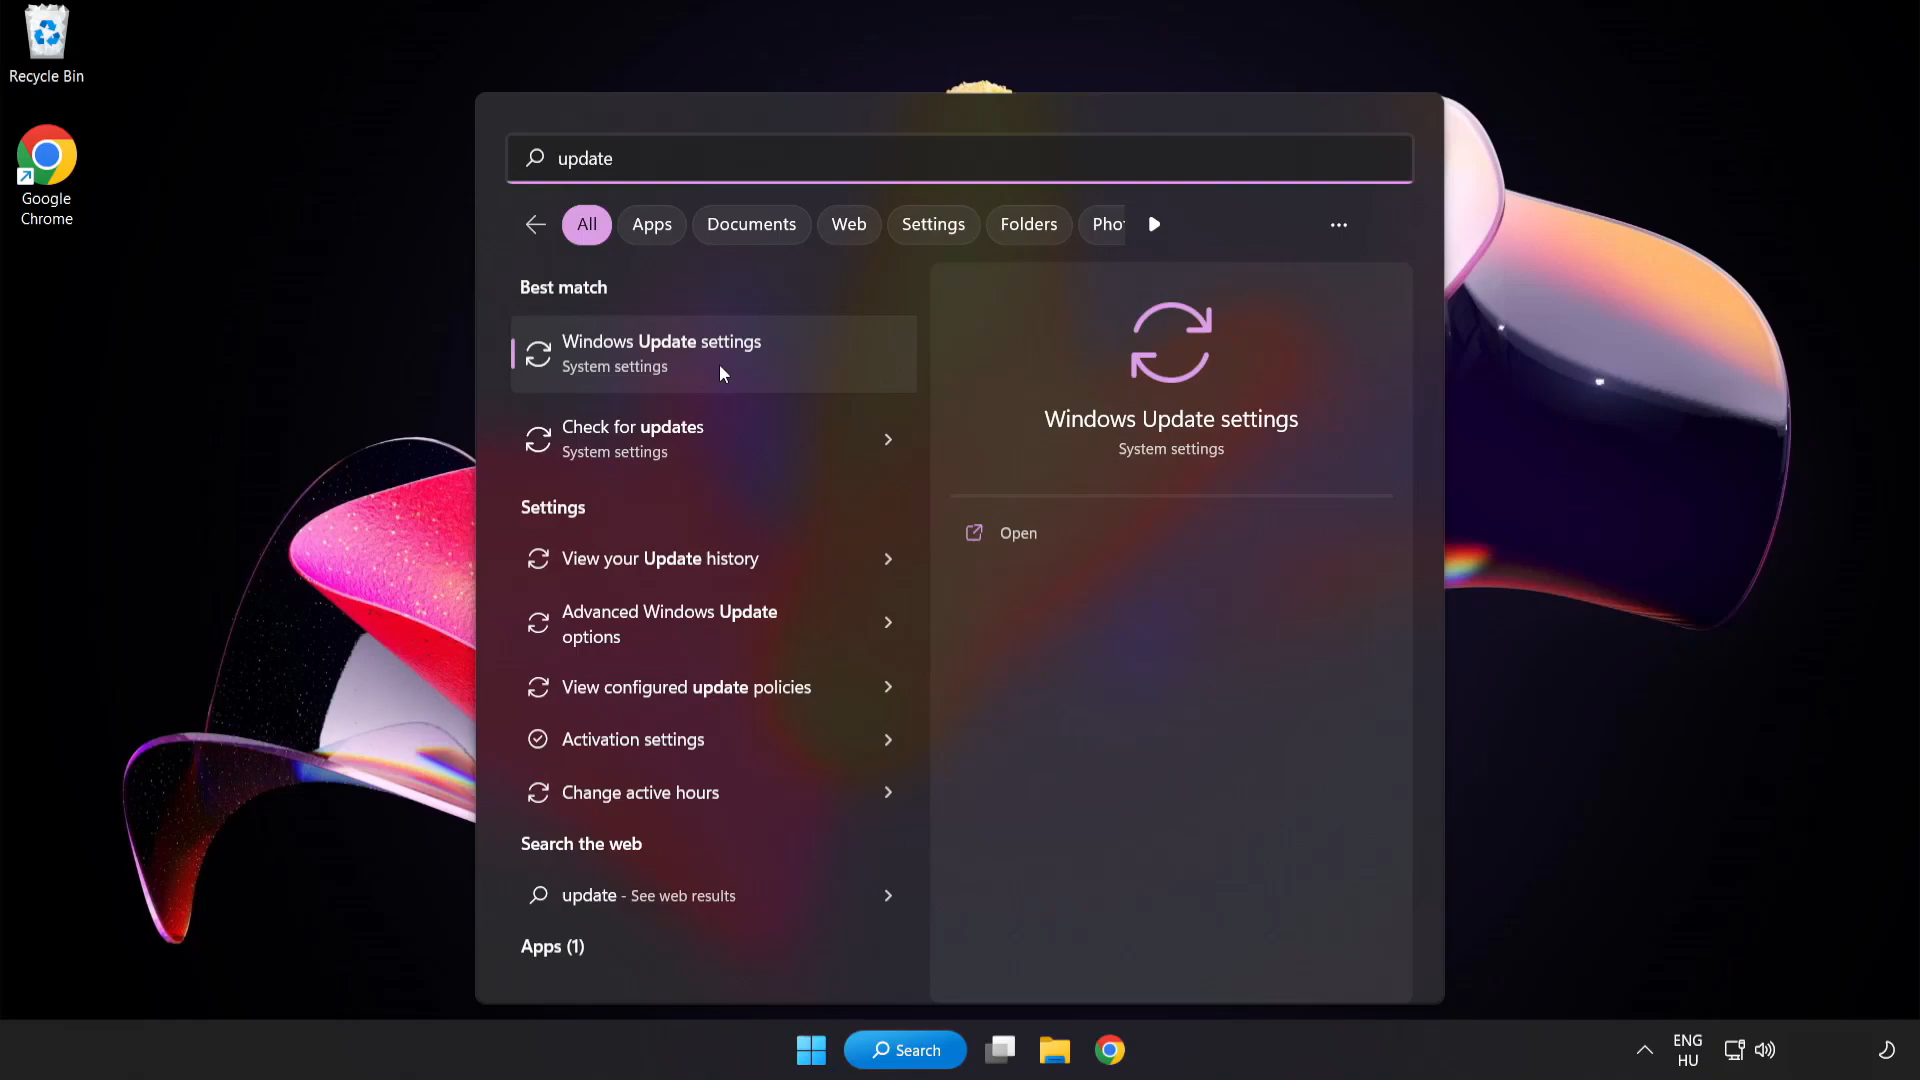 Recycle Bin
Google
Chrome
update
All
Apps
Documents
Web
Settings
Folders
Pho
Best match
Windows Update settings
System settings
Check for updates
System settings
Settings
View your Update history
Advanced Windows Update
options
View configured update policies
Activation settings
Change active hours
Search the web
update - See web results
Apps (1)
Windows Update settings
System settings
Open
Search
ENG
HU